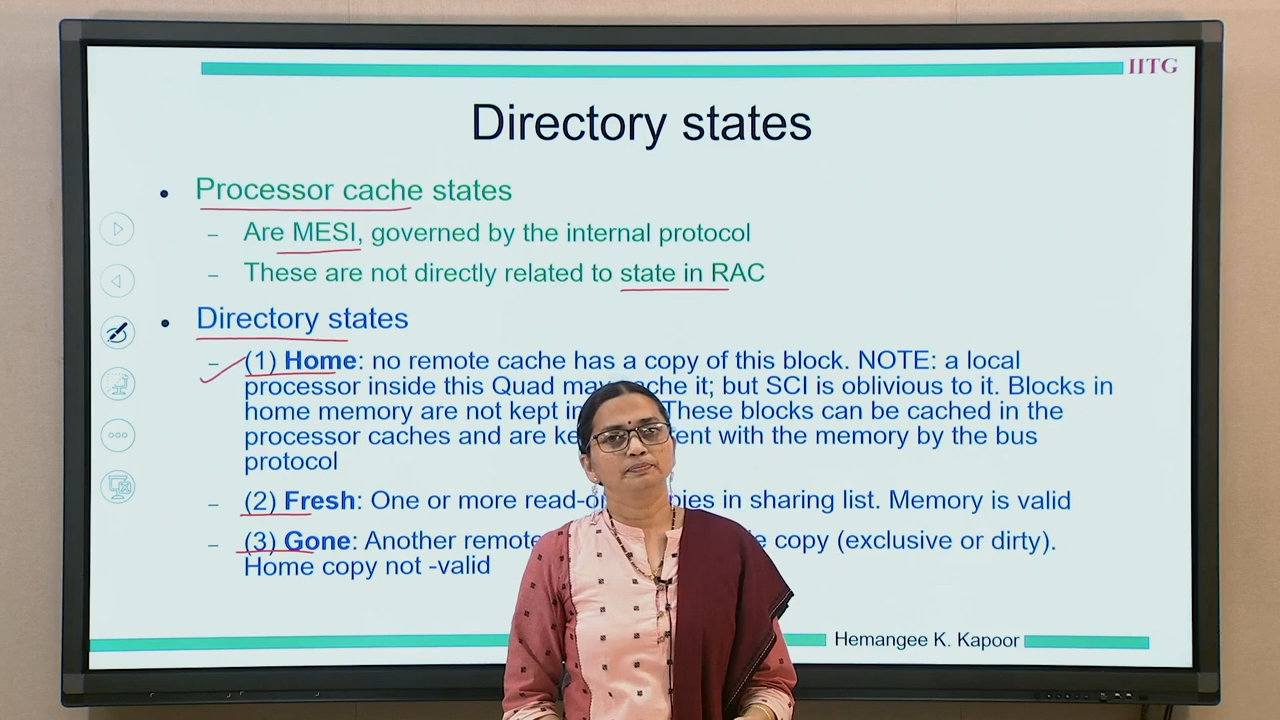 IITG
Directory states
• Processor cache states
– Are MESI, governed by the internal protocol
– These are not directly related to state in RAC
• Directory states
– (1) Home: no remote cache has a copy of this block. NOTE: a local
processor inside this Quad may cache it; but SCI is oblivious to it. Blocks in
home memory are not kept in These blocks can be cached in the
processor caches and are with the memory by the bus
protocol
– (2) Fresh: One or more in sharing list. Memory is valid
– (3) Gone: Another remote copy (exclusive or dirty).
Home copy not -valid
Hemangee K. Kapoor